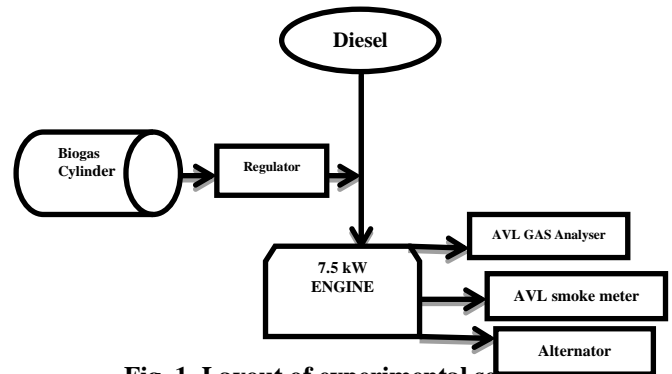 Diesel
Biogas
Cylinder
Regulator
AVL GAS Analyser
7.5 kW
ENGINE
AVL smoke meter
Alternator
Fig. 1. Layout of experimental